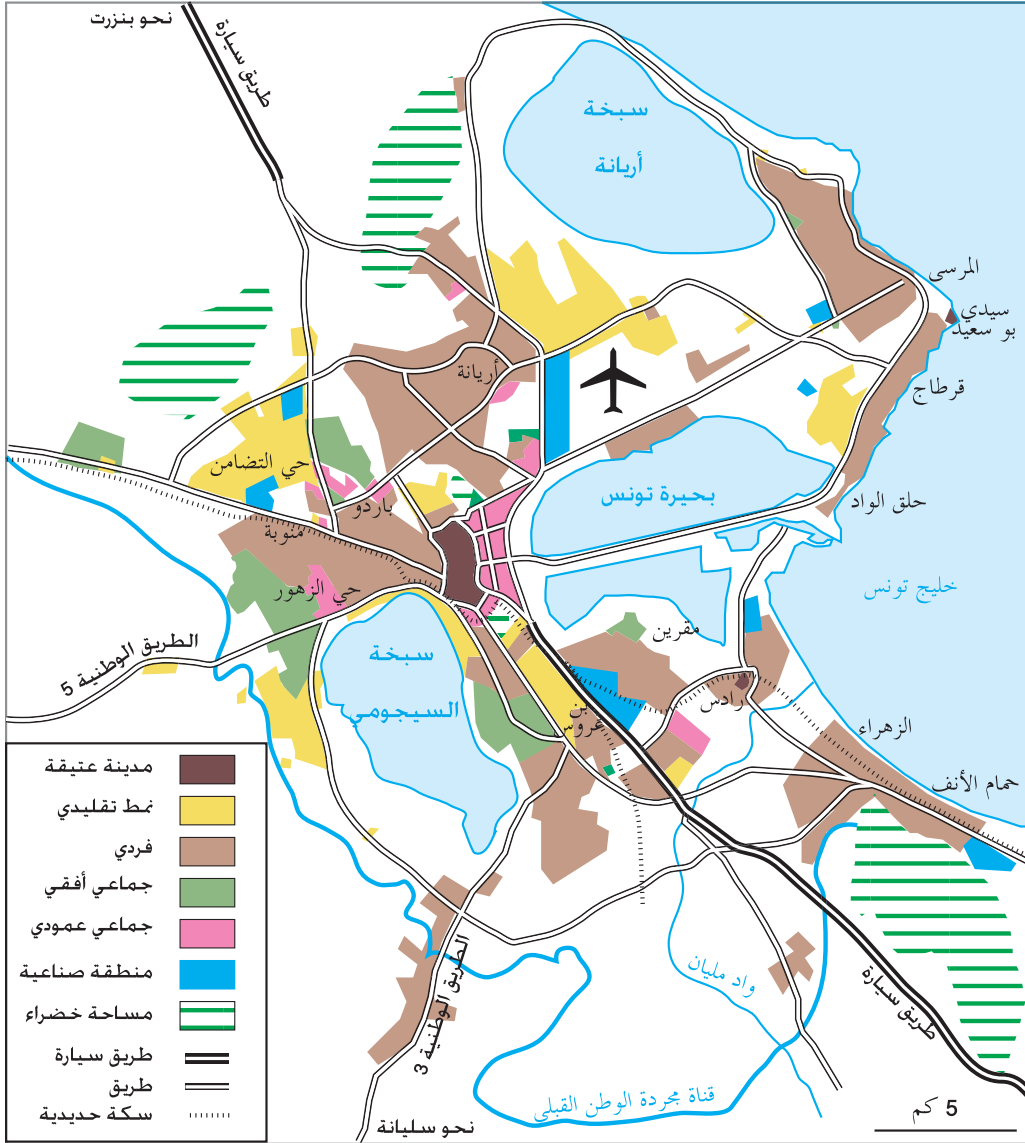 نحو بنزرت
طريق سيارة
سبخة
أريانة
المرسى
سيدي
بو سعيد
قرطاج
أريانة
حي التضامن
باردو
بحيرة تونس
حلق الواد
منوبة
حي الزهور
خليج تونس
مقرين
الطريق الوطنية 5
سبخة
السيجومي
رادس
بن
عروس
الزهراء
حمام الأنف
مدينة عتيقة
نمط تقليدي
فردي
جماعي أفقي
جماعي عمودي
منطقة صناعية
مساحة خضراء
طريق سيارة
طريق
سكة حديدية
الطريق الوطنية 3
واد مليان
طريق سيارة
قناة مجردة الوطن القبلي
نحو سليانة
5 كم